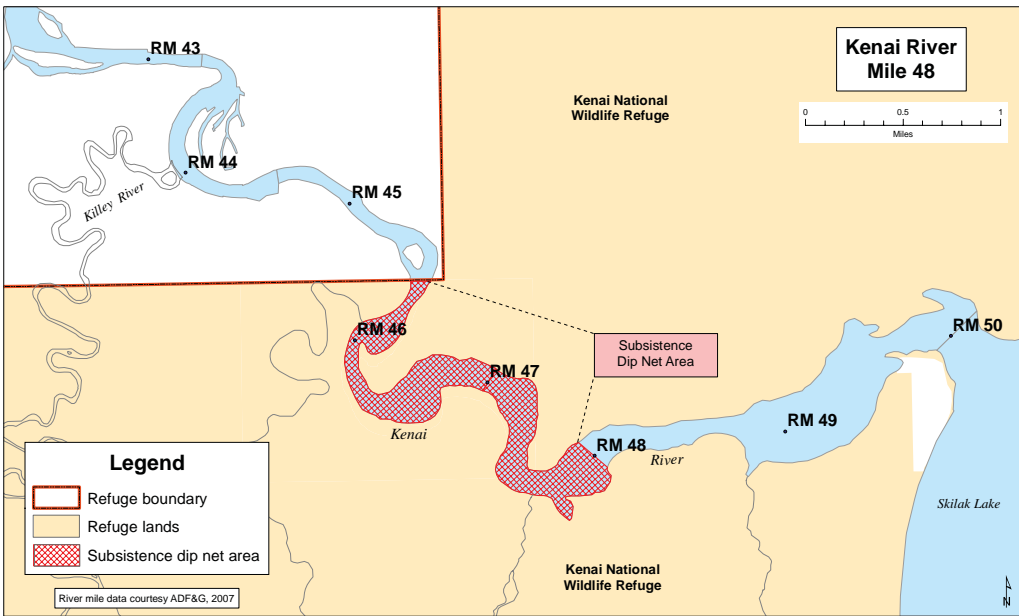 RM 43
Kenai River
Mile 48
0 0.5 1
Miles
Kenai National
Wildlife Refuge
RM 44
Killey River
RM 45
RM 46
Subsistence
Dip Net Area
RM 50
RM 47
Kenai
RM 48
River
RM 49
Skilak Lake
Legend
Refuge boundary
Refuge lands
Subsistence dip net area
Kenai National
Wildlife Refuge
River mile data courtesy ADF&G, 2007
N